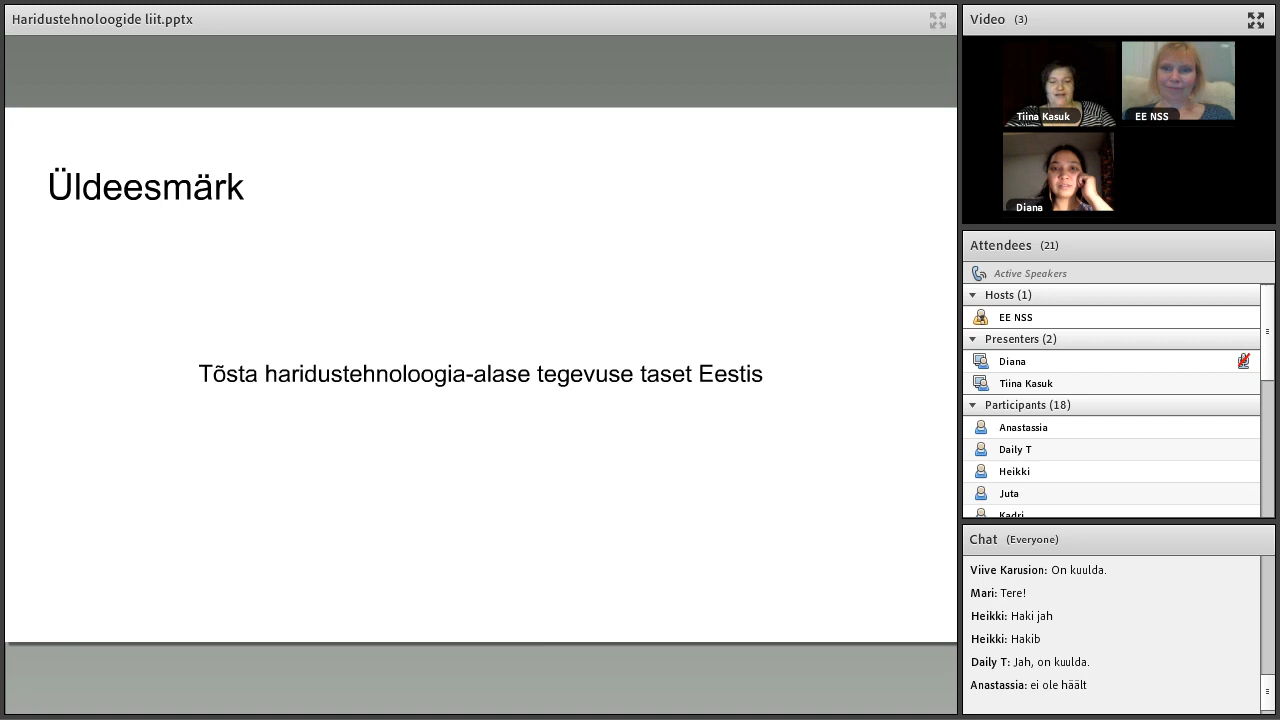 Haridustehnoloogide liit.pptx
Üldeesmärk
Tõsta haridustehnoloogia-alase tegevuse taset Eestis
Video (3)
Tiina Kasuk
EE NSS
Diana
Attendees (21)
Active Speakers
Hosts (1)
EE NSS
Presenters (2)
Diana
Tiina Kasuk
Participants (18)
Anastassia
Daily T
Heikki
Juta
Kadri
Chat (Everyone)
Viive Karusion: On kuulda.
Mari: Tere!
Heikki: Haki jah
Heikki: Hakib
Daily T: Jah, on kuulda.
Anastassia: ei ole häält